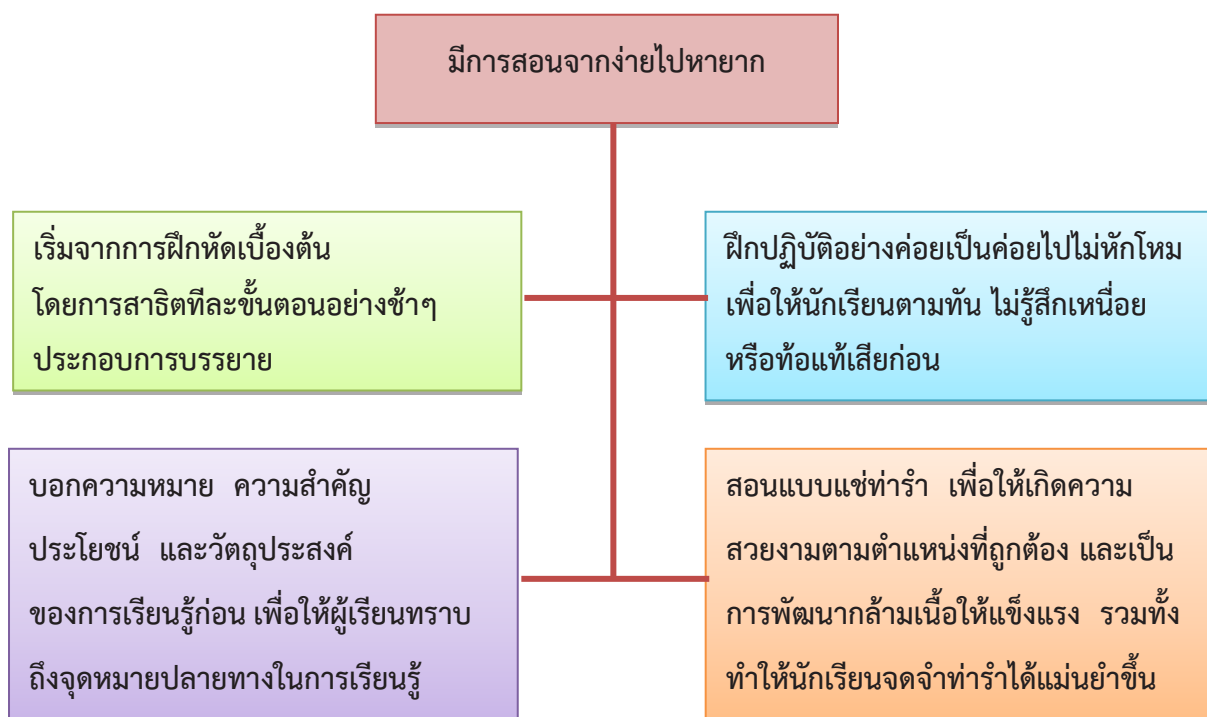 มีการสอนจากง่ายไปหายาก
เริ่มจากการฝึกหัดเบื้องต้น
โดยการสาธิตทีละขั้นตอนอย่างช้าๆ
ประกอบการบรรยาย
ฝึกปฏิบัติอย่างค่อยเป็นค่อยไปไม่หักโหม
เพื่อให้นักเรียนตามทัน ไม่รู้สึกเหนื่อย
หรือท้อแท้เสียก่อน
บอกความหมาย ความสำคัญ
ประโยชน์ และวัตถุประสงค์
ของการเรียนรู้ก่อน เพื่อให้ผู้เรียนทราบ
ถึงจุดหมายปลายทางในการเรียนรู้
สอนแบบแช่ท่ารำ เพื่อให้เกิดความ
สวยงามตามตำแหน่งที่ถูกต้อง และเป็น
การพัฒนากล้ามเนื้อให้แข็งแรง รวมทั้ง
ทำให้นักเรียนจดจำท่ารำได้แม่นยำขึ้น